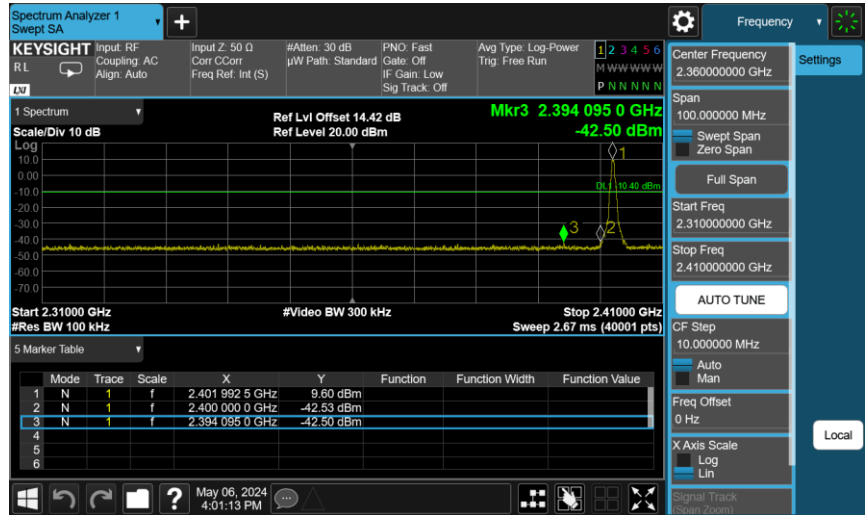 Spectrum Analyzer 1
Swept SA
+
Frequency
KEYSIGHT
RL
LXI
Input: RF
Coupling: AC
Align: Auto
Input Z: 50 Ω
Corr CCorr
Freq Ref: Int (S)
#Atten: 30 dB
µW Path: Standard
PNO: Fast
Gate: Off
IF Gain: Low
Sig Track: Off
Avg Type: Log-Power
Trig: Free Run
1 2 3 4 5 6
M W W W W W
P N N N N N
1 Spectrum
Scale/Div 10 dB
Ref Lvl Offset 14.42 dB
Ref Level 20.00 dBm
Mkr3 2.394 095 0 GHz
-42.50 dBm
Log
10.0
0.00
-10.0
-20.0
-30.0
-40.0
-50.0
-60.0
-70.0
1
DL1 -10.40 dBm
3
2
Start 2.31000 GHz
#Video BW 300 kHz
Stop 2.41000 GHz
#Res BW 100 kHz
Sweep 2.67 ms (40001 pts)
5 Marker Table
Mode Trace Scale X Y Function Function Width Function Value
1 N 1 f 2.401 992 5 GHz 9.60 dBm
2 N 1 f 2.400 000 0 GHz -42.53 dBm
3 N 1 f 2.394 095 0 GHz -42.50 dBm
4
5
6
?
May 06, 2024
4:01:13 PM
Center Frequency
2.360000000 GHz
Span
100.000000 MHz
Swept Span
Zero Span
Full Span
Start Freq
2.310000000 GHz
Stop Freq
2.410000000 GHz
AUTO TUNE
CF Step
10.000000 MHz
Auto
Man
Freq Offset
0 Hz
X Axis Scale
Log
Lin
Signal Track
(Span Zoom)
Settings
Local